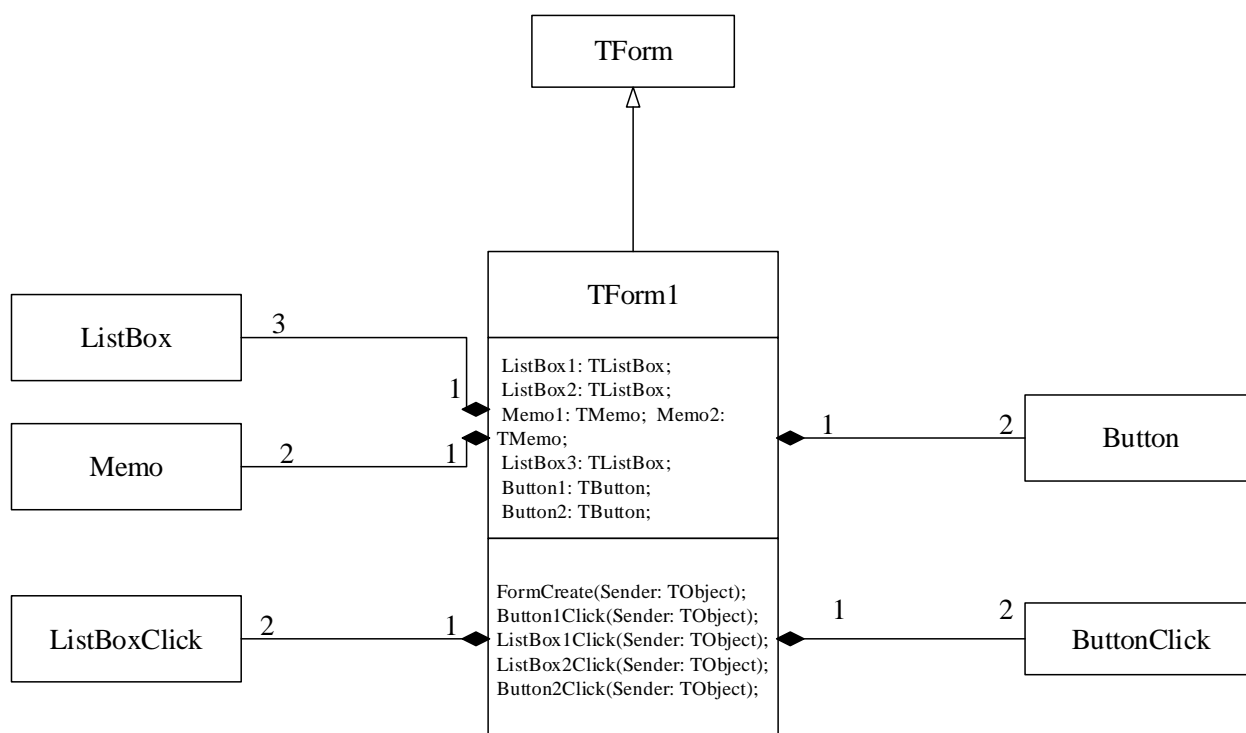 TForm
TForm1
ListBox
3
1
ListBox1: TListBox;
ListBox2: TListBox;
Memo1: TMemo;  Memo2:
TMemo;
ListBox3: TListBox;
Button1: TButton;
Button2: TButton;
Memo
2
1
1
2
Button
FormCreate(Sender: TObject);
Button1Click(Sender: TObject);
ListBox1Click(Sender: TObject);
ListBox2Click(Sender: TObject);
Button2Click(Sender: TObject);
ListBoxClick
2
1
1
2
ButtonClick